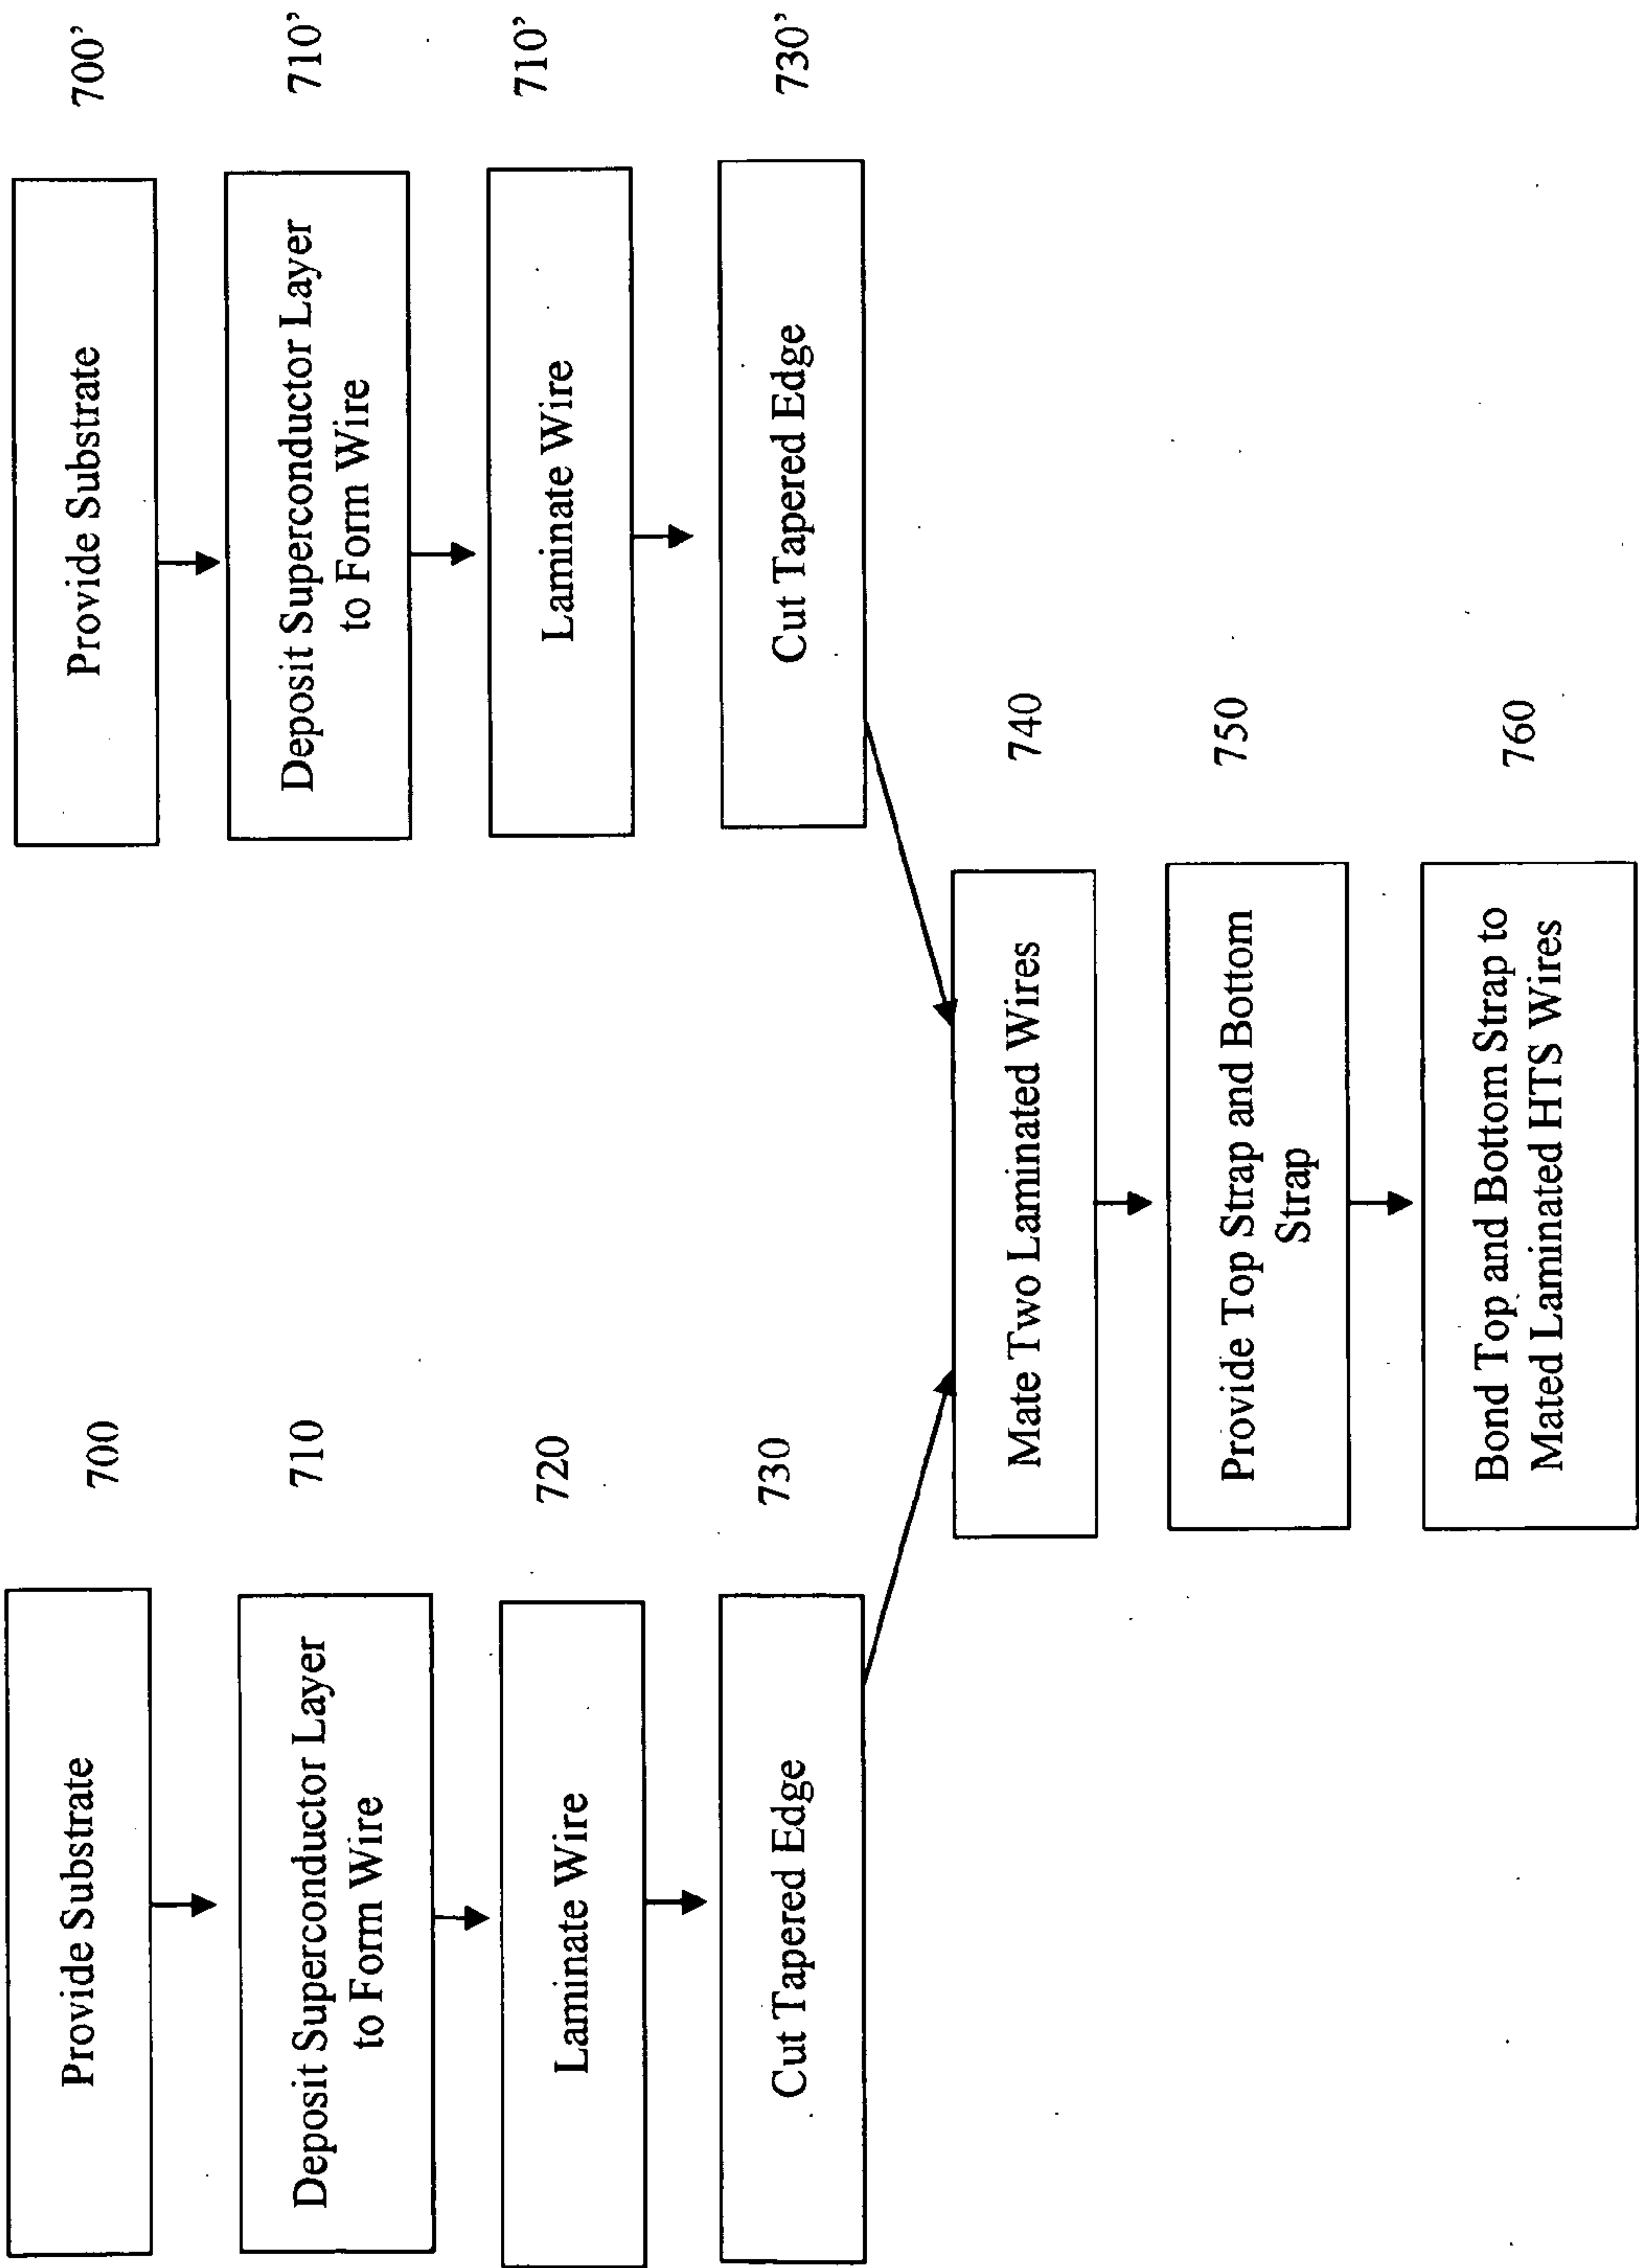 Provide Substrate
700
Deposit Superconductor Layer
to Form Wire
710
Laminate Wire
720
Cut Tapered Edge
730
Provide Substrate
700’
Deposit Superconductor Layer
to Form Wire
710’
Laminate Wire
710’
Cut Tapered Edge
730’
Mate Two Laminated Wires
740
Provide Top Strap and Bottom
Strap
750
Bond Top and Bottom Strap to
Mated Laminated HTS Wires
760